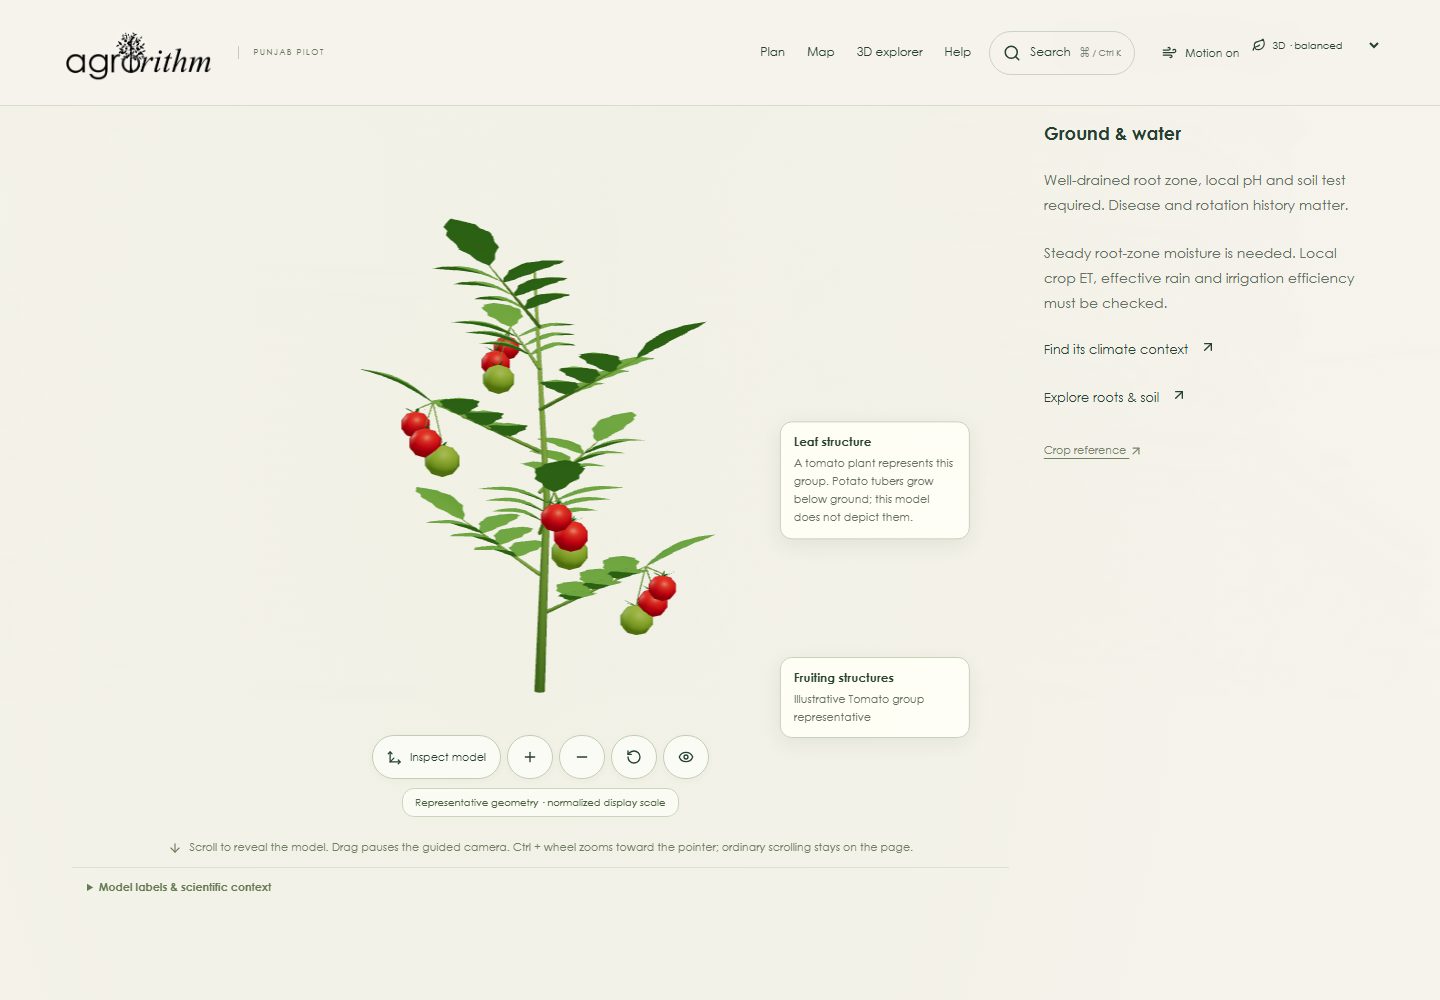 agrorithm
PUNJAB PILOT
Plan
Map
3D explorer
Help
Search ⌘ / Ctrl K
Motion on
3D · balanced
Ground & water
Well-drained root zone, local pH and soil test
required. Disease and rotation history matter.
Steady root-zone moisture is needed. Local
crop ET, effective rain and irrigation efficiency
must be checked.
Find its climate context
Explore roots & soil
Crop reference
Leaf structure
A tomato plant represents this
group. Potato tubers grow
below ground; this model
does not depict them.
Fruiting structures
Illustrative Tomato group
representative
Inspect model
Representative geometry · normalized display scale
Scroll to reveal the model. Drag pauses the guided camera. Ctrl + wheel zooms toward the pointer; ordinary scrolling stays on the page.
Model labels & scientific context